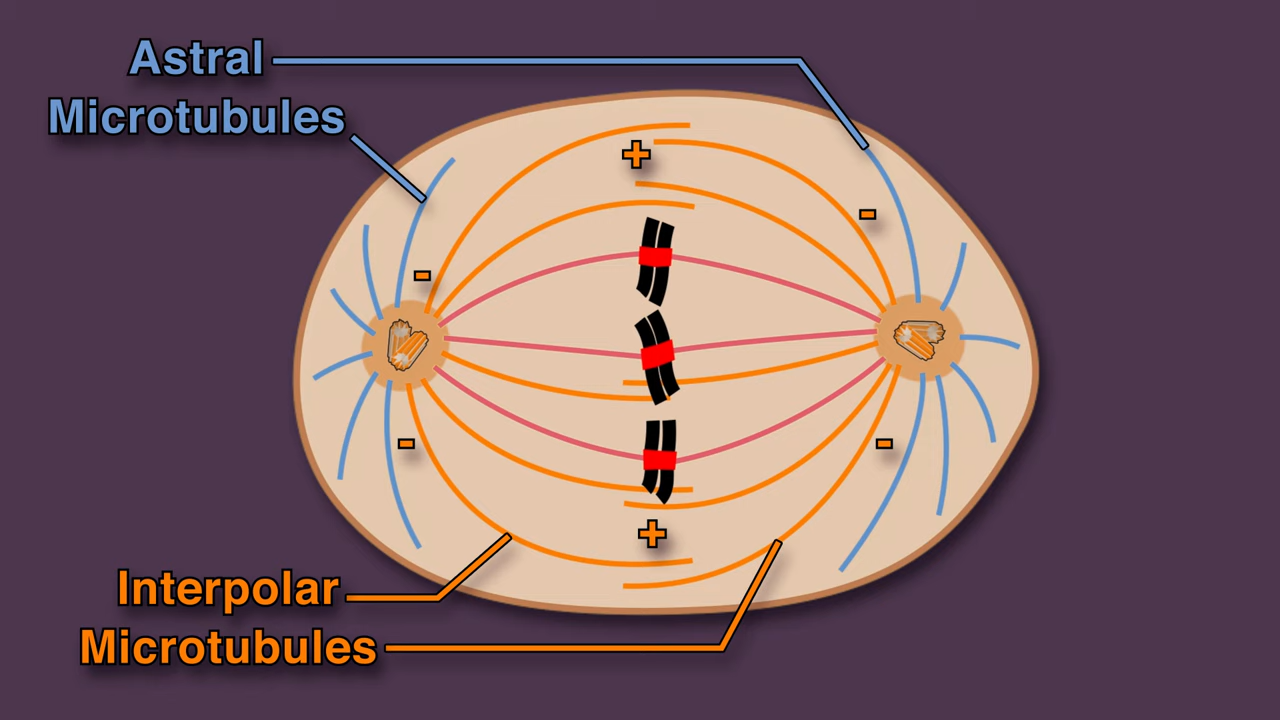 Astral
Microtubules
+
-
-
-
-
+
Interpolar
Microtubules